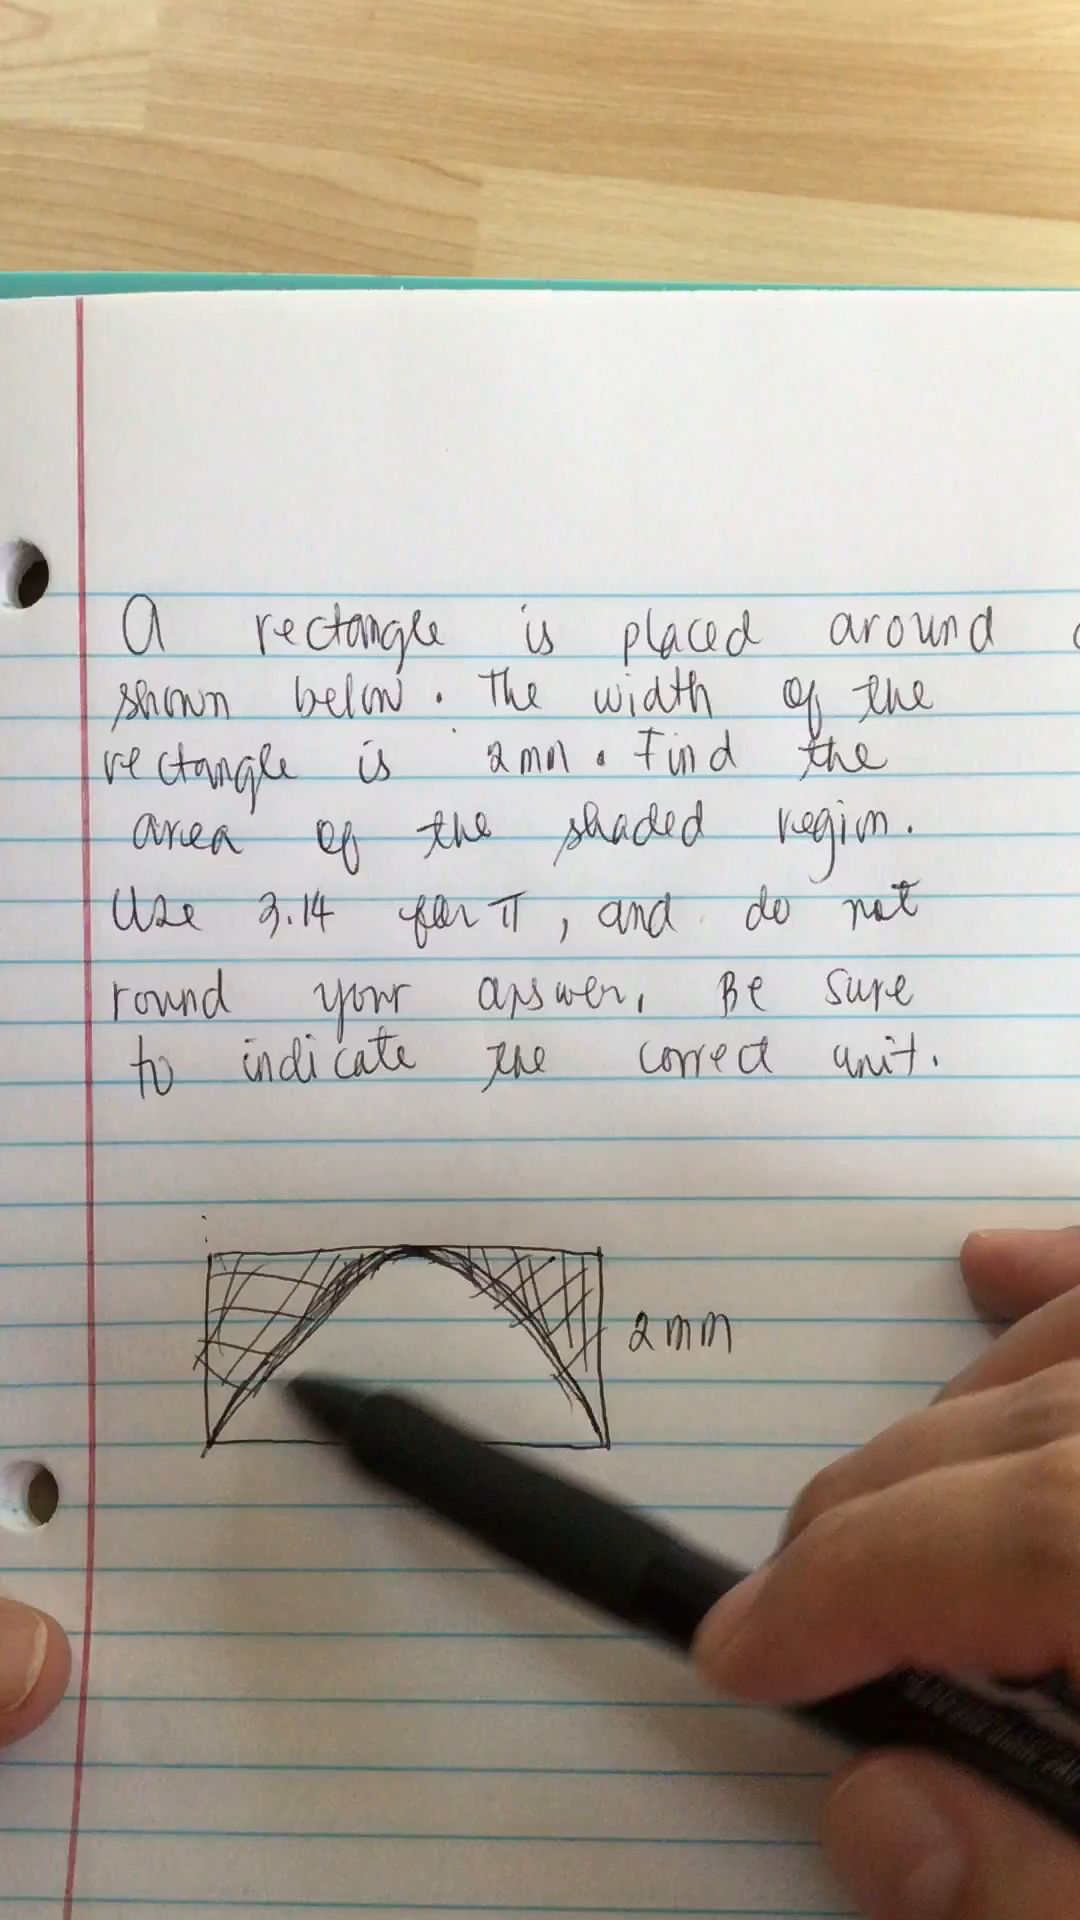 A rectangle is placed around
shown below. The width of the
rectangle is 2mm. Find the
area of the shaded region.
Use 3.14 for π, and do not
round your answer. Be sure
to indicate the correct unit.
2mm